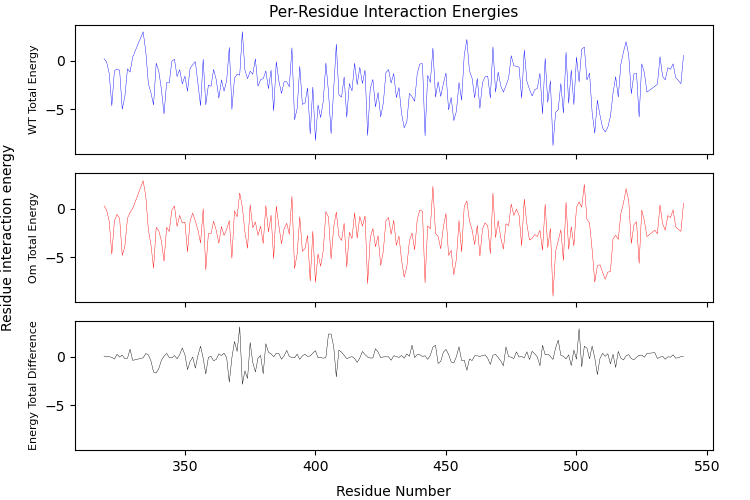 Per-Residue Interaction Energies
Residue interaction energy
WT Total Energy
0
−5
Om Total Energy
0
−5
Energy Total Difference
0
−5
350
400
450
500
550
Residue Number